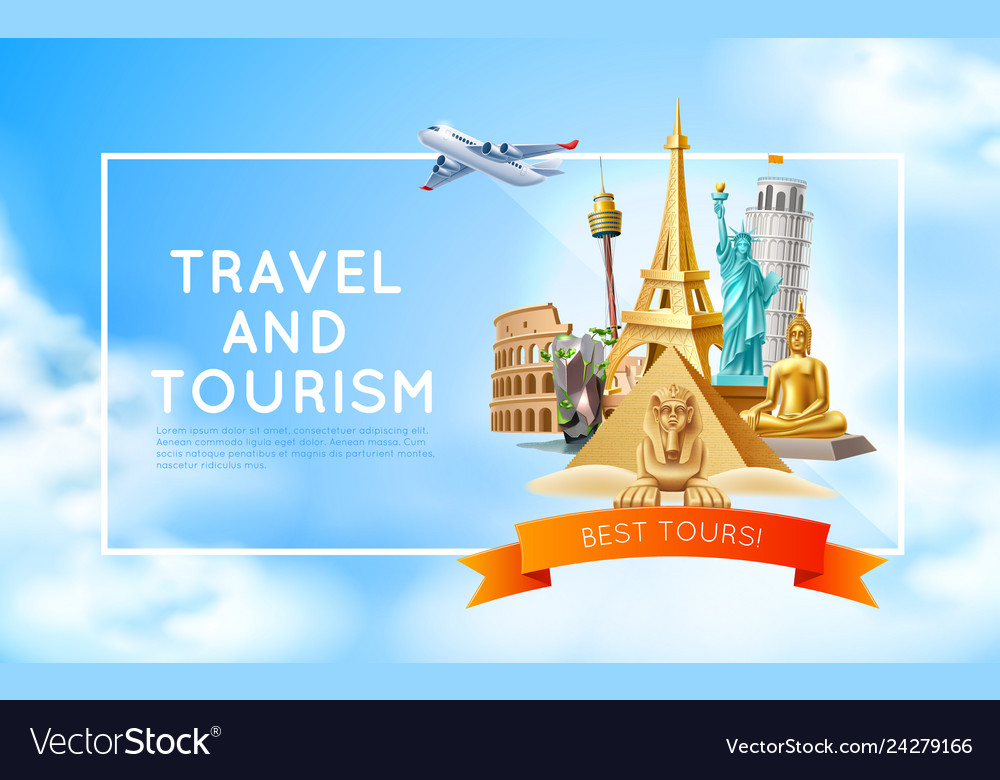 TRAVEL
AND
TOURISM
Lorem ipsum dolor sit amet, consectetuer adipiscing elit.
Aenean commodo ligula eget dolor. Aenean massa. Cum
sociis natoque penatibus et magnis dis parturient montes,
nascetur ridiculus mus.
BEST TOURS!
VectorStock®
VectorStock.com/24279166